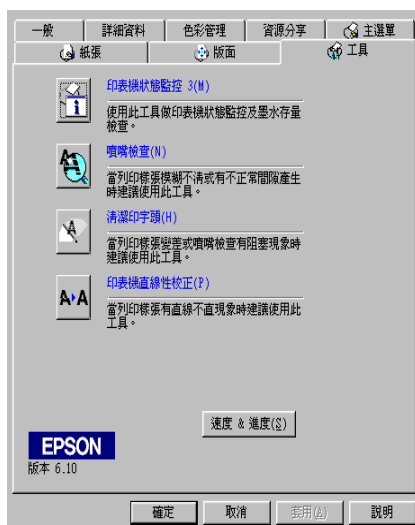 一般
詳細資料
色彩管理
資源分享
主選單
紙張
版面
工具
印表機狀態監控 3(M)
使用此工具做印表機狀態監控及墨水存量
檢查。
噴嘴檢查(N)
當列印樣張模糊不清或有不正常間隙產生
時建議使用此工具。
清潔印字頭(H)
當列印樣張變差或噴嘴檢查有阻塞現象時
建議使用此工具。
印表機直線性校正(P)
當列印樣張有直線不直現象時建議使用此
工具。
速度 & 進度(S)
EPSON
版本 6.10
確定
取消
套用(A)
說明